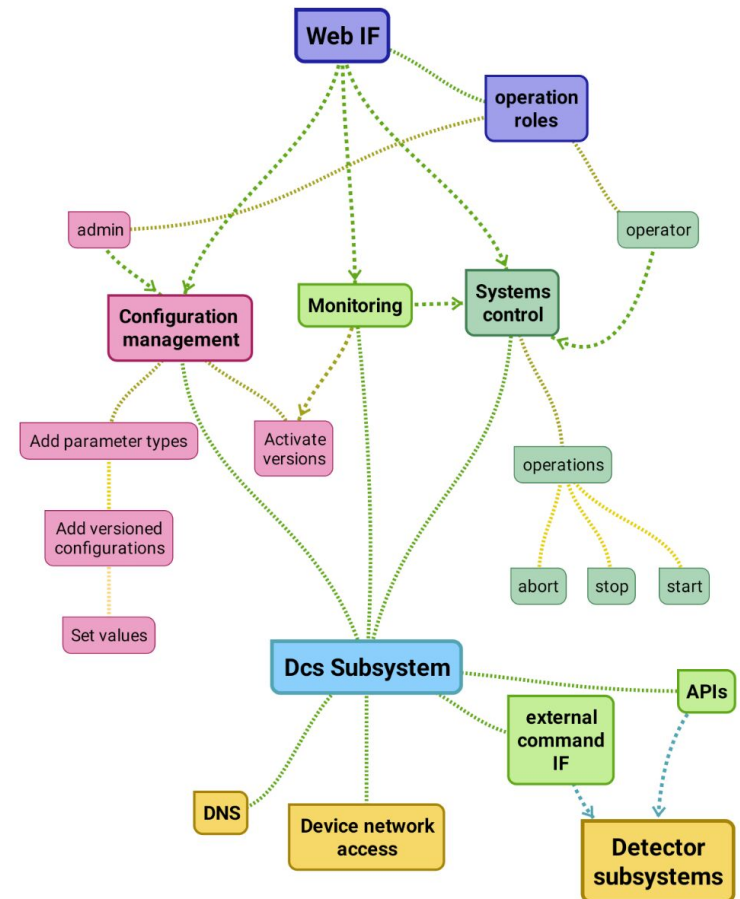 Web IF
operation
roles
admin
operator
Configuration
management
Monitoring
Systems
control
Add parameter types
Activate
versions
operations
Add versioned
configurations
abort
stop
start
Set values
Dcs Subsystem
APIs
external
command
IF
DNS
Device network
access
Detector
subsystems